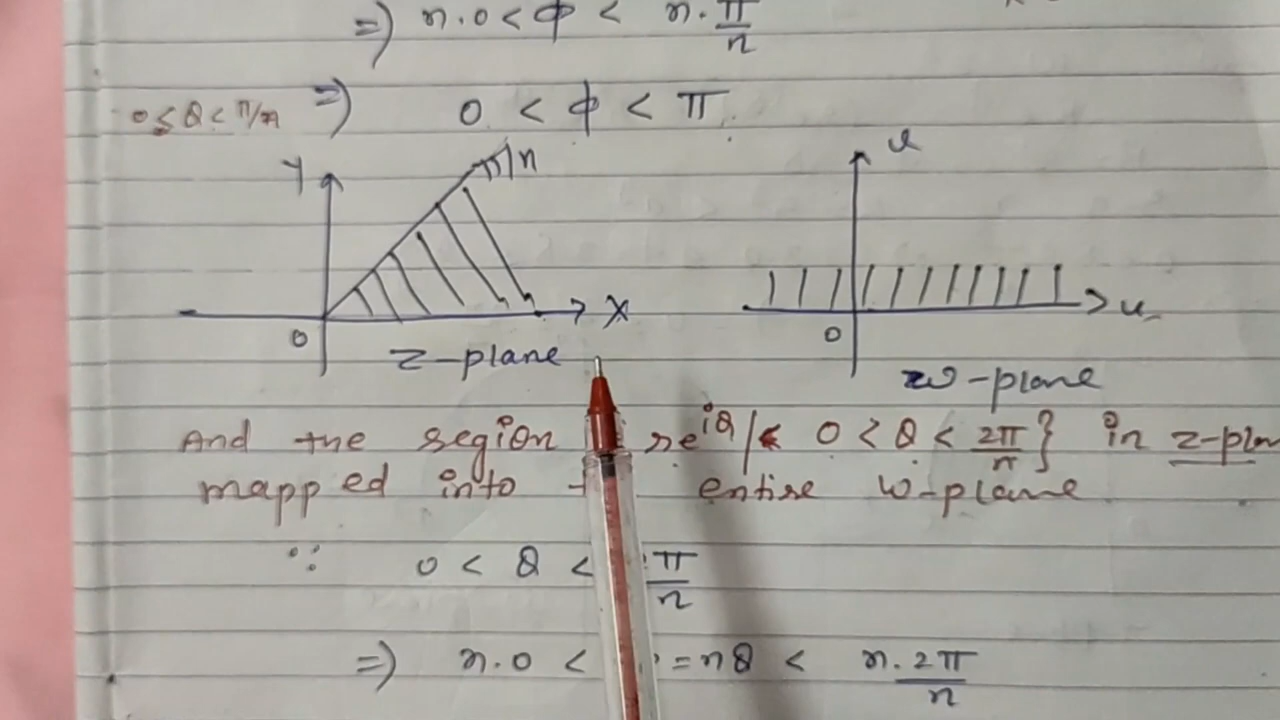 =) n.0 < ϕ < n. π/n
0 ≤ θ < π/n =) 0 < ϕ < π
Y π/n
v
0 X
z-plane
0 u
w-plane
And the region re^iθ | 0 < θ < 2π/n } in z-plan
mapped into entire w-plane
∵ 0 < θ < π/n
=) n.0 < = nθ < n. 2π/n